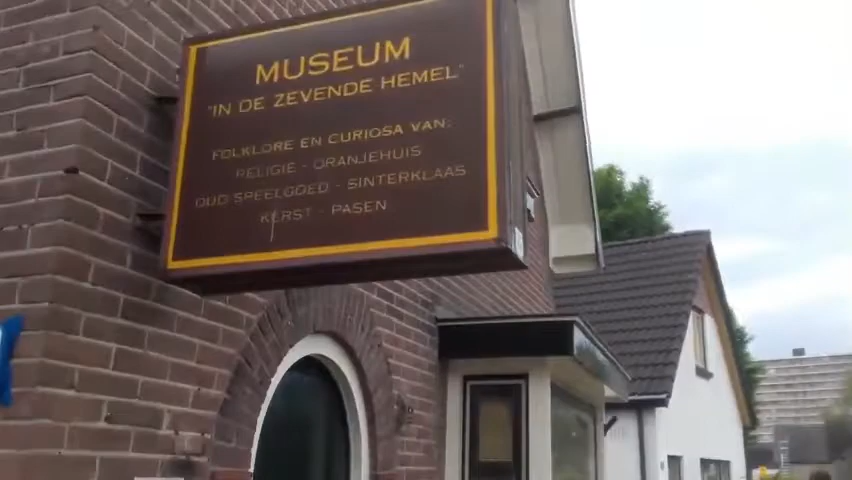 MUSEUM
"IN DE ZEVENDE HEMEL"
FOLKLORE EN CURIOSA VAN:
RELIGIE - ORANJEHUIS
OUD SPEELGOED - SINTERKLAAS
KERST - PASEN